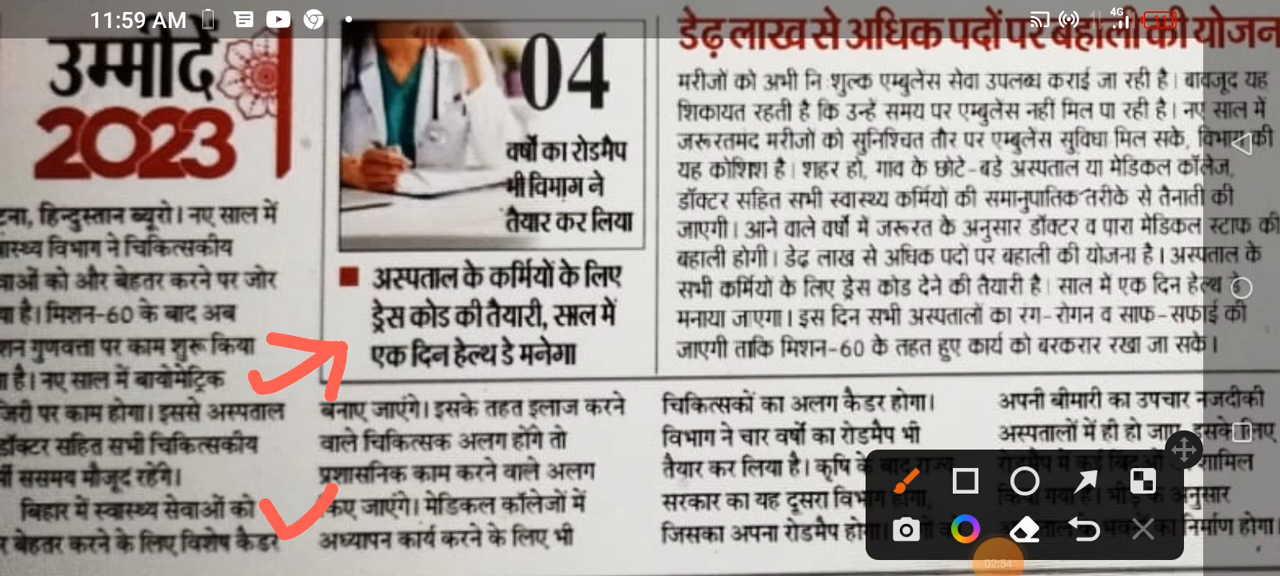 11:59 AM
4G
उम्मीदें
2023
टना, हिन्दुस्तान ब्यूरो। नए साल में
स्वास्थ्य विभाग ने चिकित्सकीय
को और बेहतर करने पर जोर
है। मिशन-60 के बाद अब
गुणवत्ता पर काम शुरू किया
है। नए साल में बायोमेट्रिक
पर काम होगा। इससे अस्पताल
डॉक्टर सहित सभी चिकित्सकीय
ससमय मौजूद रहेंगे।
बिहार में स्वास्थ्य सेवाओं को
बेहतर करने के लिए विशेष कैडर
04
वर्षों का रोडमैप
भी विभाग ने
तैयार कर लिया
अस्पताल के कर्मियों के लिए
ड्रेस कोड की तैयारी, साल में
एक दिन हेल्थ डे मनेगा
बनाए जाएंगे। इसके तहत इलाज करने
वाले चिकित्सक अलग होंगे तो
प्रशासनिक काम करने वाले अलग
किए जाएंगे। मेडिकल कॉलेजों में
अध्यापन कार्य करने के लिए भी
डेढ़ लाख से अधिक पदों पर बहाली की योजन
मरीजों को अभी नि:शुल्क एम्बुलेंस सेवा उपलब्ध कराई जा रही है। बावजूद यह
शिकायत रहती है कि उन्हें समय पर एम्बुलेंस नहीं मिल पा रही है। नए साल में
जरूरतमंद मरीजों को सुनिश्चित तौर पर एम्बुलेंस सुविधा मिल सके, विभाग की
यह कोशिश है। शहर हो, गाव के छोटे-बड़े अस्पताल या मेडिकल कॉलेज,
डॉक्टर सहित सभी स्वास्थ्य कर्मियों की समानुपातिक तरीके से तैनाती की
जाएगी। आने वाले वर्षों में जरूरत के अनुसार डॉक्टर व पारा मेडिकल स्टाफ की
बहाली होगी। डेढ़ लाख से अधिक पदों पर बहाली की योजना है। अस्पताल के
सभी कर्मियों के लिए ड्रेस कोड देने की तैयारी है। साल में एक दिन हेल्थ डे
मनाया जाएगा। इस दिन सभी अस्पतालों का रंग-रोगन व साफ-सफाई की
जाएगी ताकि मिशन-60 के तहत हुए कार्य को बरकरार रखा जा सके।
चिकित्सकों का अलग कैडर होगा।
विभाग ने चार वर्षों का रोडमैप भी
तैयार कर लिया है। कृषि के बाद राज्य
सरकार का यह दूसरा विभाग होगा,
जिसका अपना रोडमैप होगा।
अपनी बीमारी का उपचार नजदीकी
अस्पतालों में ही हो जाए, इसके लिए
रोडमैप में कई शामिल
किया गया है। अनुसार
का निर्माण होगा।
02:54